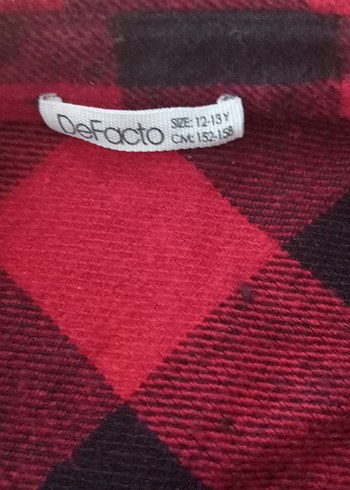 DeFacto
SIZE: 12-13 Y
CM: 152-158